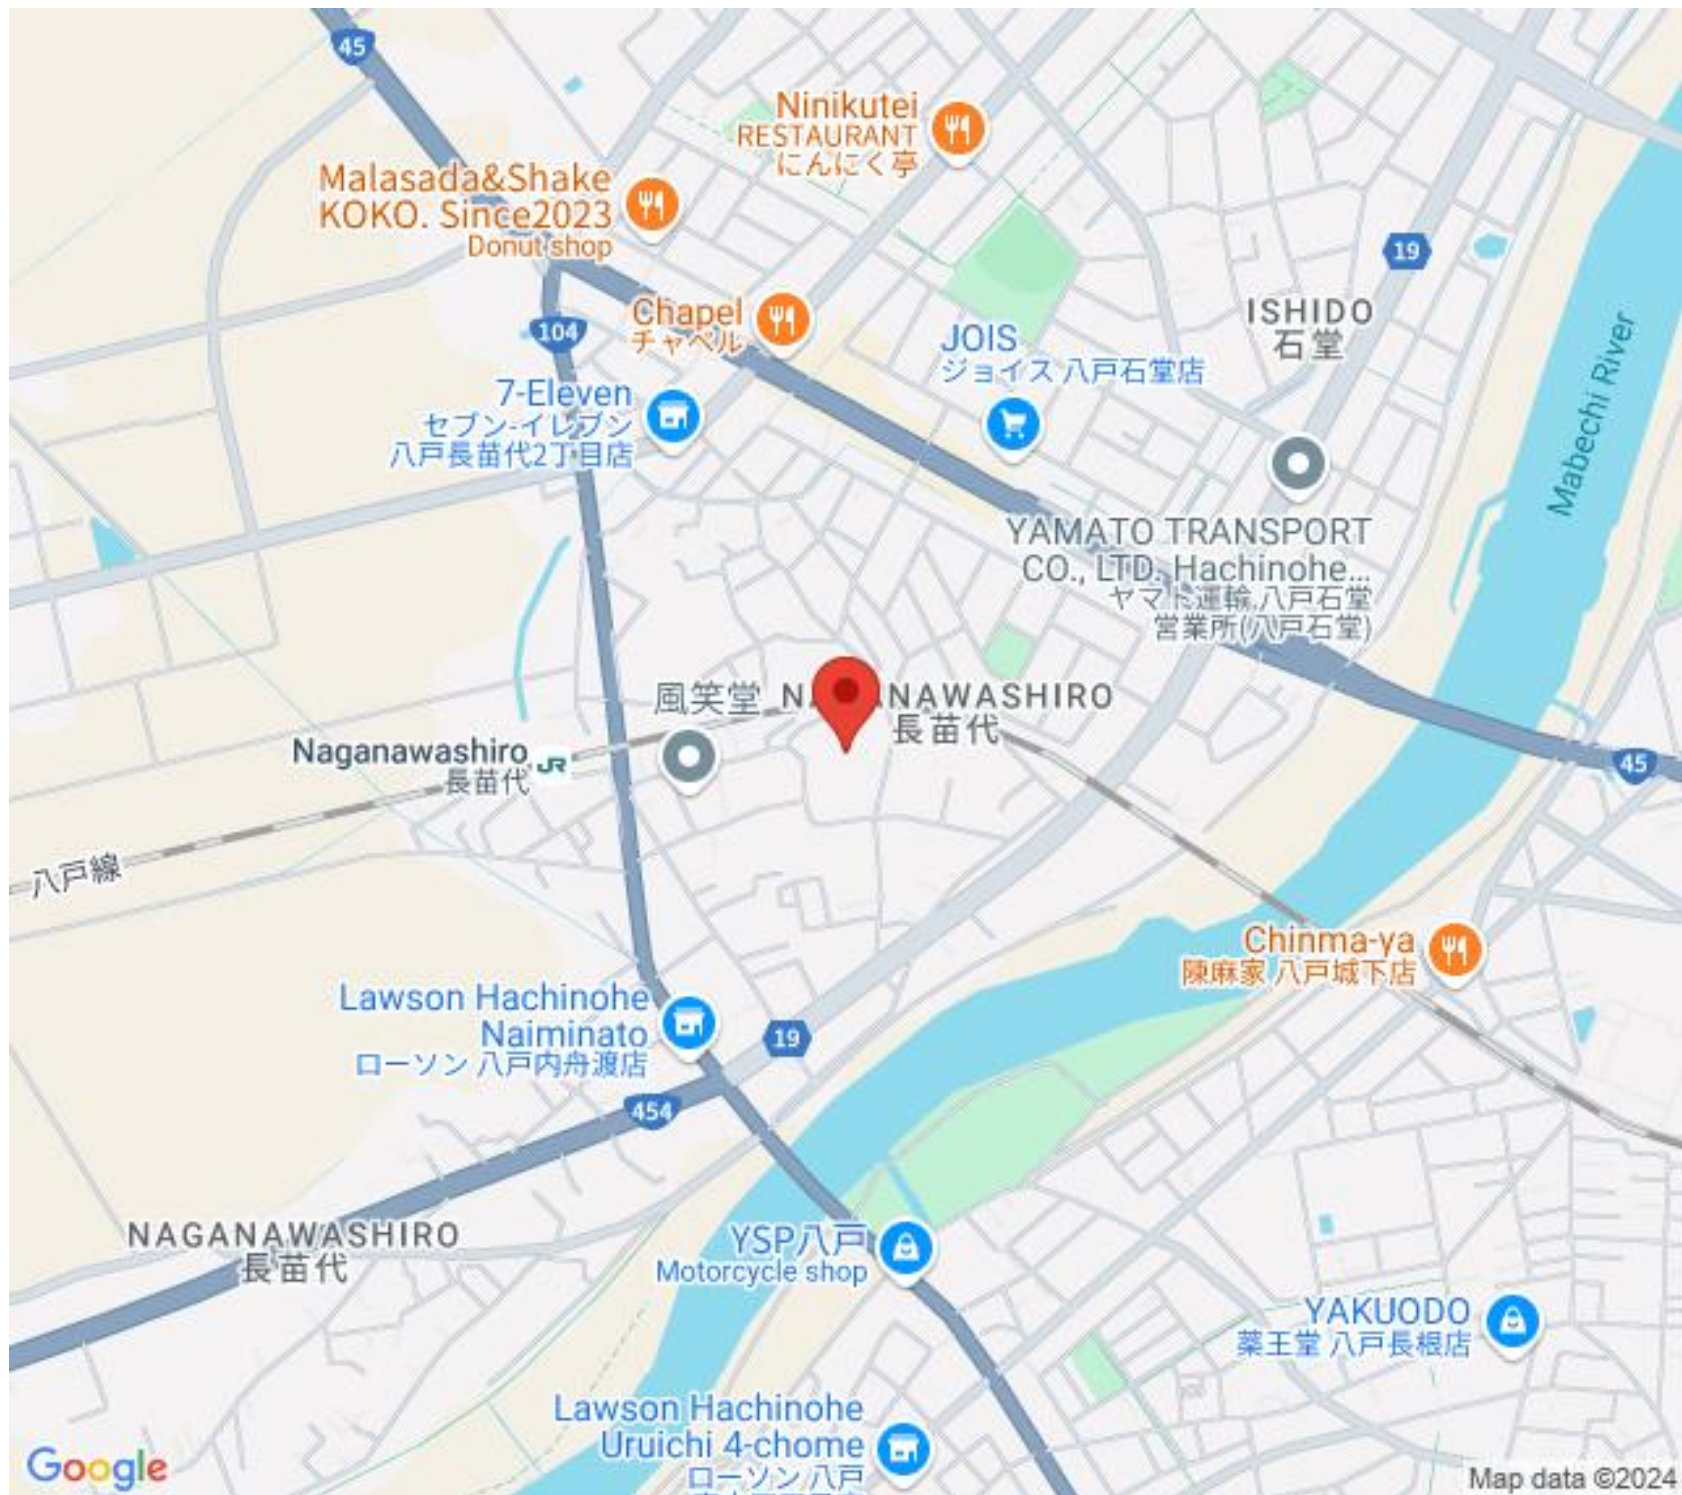 45
Ninikutei
RESTAURANT
にんにく亭
Malasada&Shake
KOKO. Since2023
Donut shop
19
Chapel
チャペル
104
ISHIDO
石堂
JOIS
ジョイス 八戸石堂店
7-Eleven
セブン-イレブン
八戸長苗代2丁目店
Mabechi River
YAMATO TRANSPORT
CO., LTD. Hachinohe...
ヤマト運輸 八戸石堂
営業所(八戸石堂)
風笑堂
NAWASHIRO
長苗代
Naganawashiro
長苗代
JR
45
八戸線
Chinma-ya
陳麻家 八戸城下店
Lawson Hachinohe
Naiminato
ローソン 八戸内舟渡店
19
454
NAGANAWASHIRO
長苗代
YSP八戸
Motorcycle shop
YAKUODO
薬王堂 八戸長根店
Lawson Hachinohe
Uruichi 4-chome
ローソン 八戸
Google
Map data ©2024